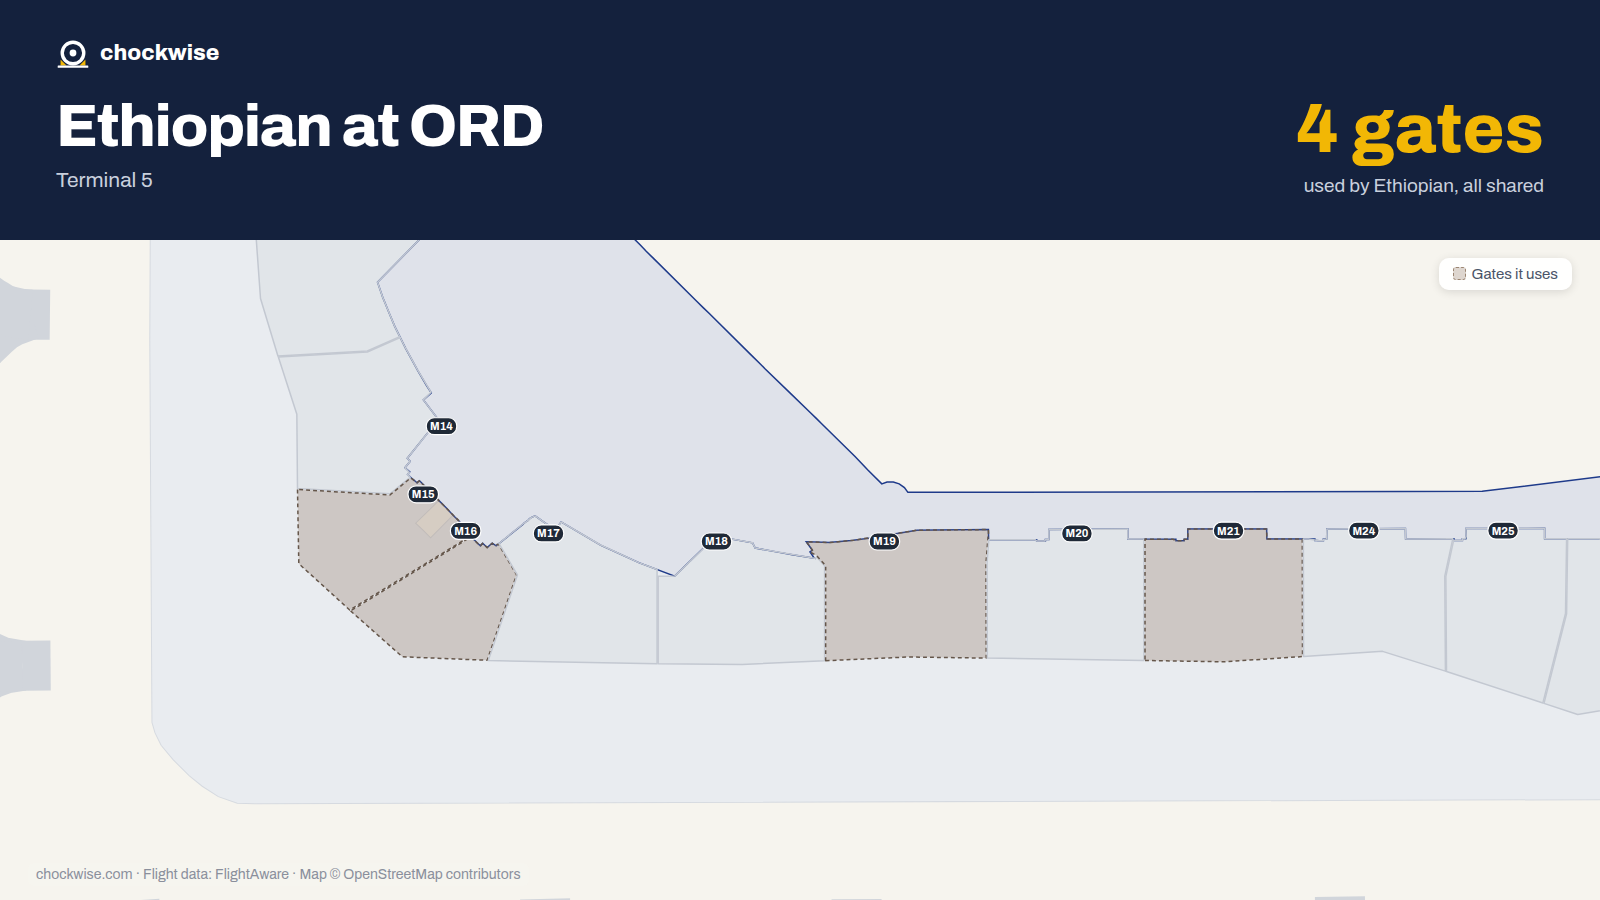 chockwise
Ethiopian at ORD
Terminal 5
4 gates
used by Ethiopian, all shared
Gates it uses
M14
M15
M16
M17
M18
M19
M20
M21
M24
M25
chockwise.com · Flight data: FlightAware · Map © OpenStreetMap contributors